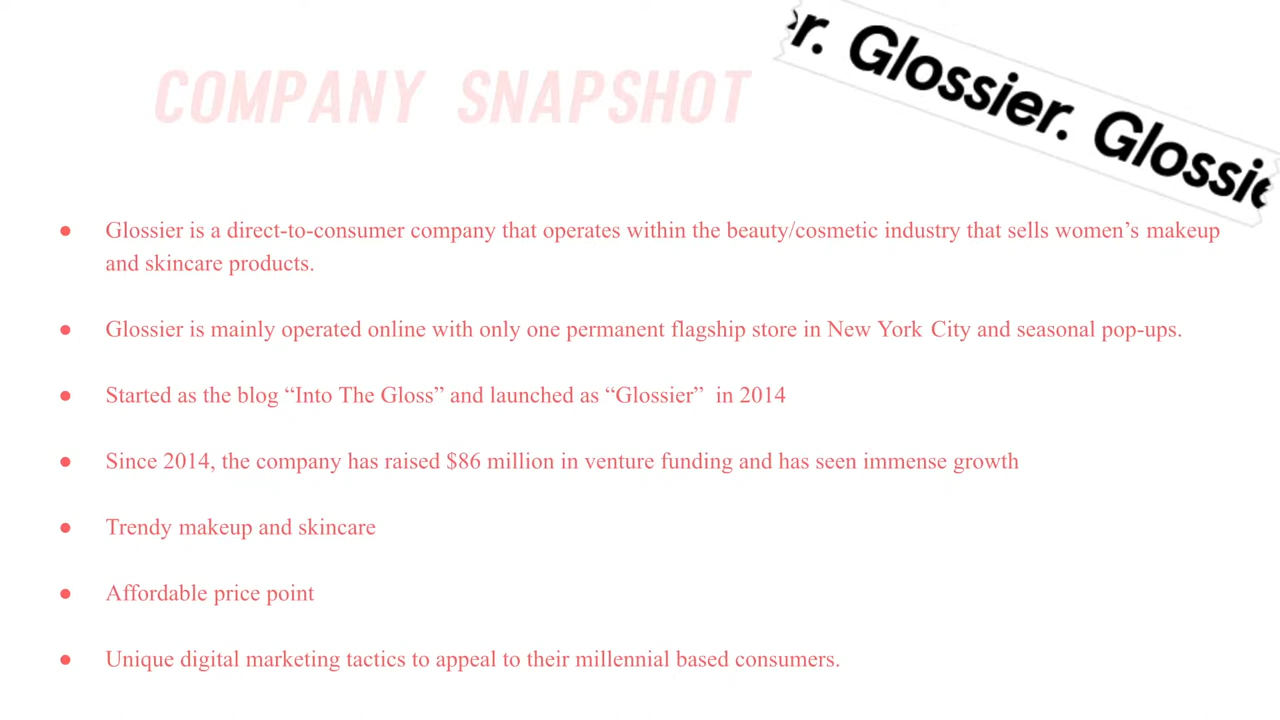 er. Glossier. Glossie
COMPANY SNAPSHOT
● Glossier is a direct-to-consumer company that operates within the beauty/cosmetic industry that sells women’s makeup
and skincare products.
● Glossier is mainly operated online with only one permanent flagship store in New York City and seasonal pop-ups.
● Started as the blog “Into The Gloss” and launched as “Glossier” in 2014
● Since 2014, the company has raised $86 million in venture funding and has seen immense growth
● Trendy makeup and skincare
● Affordable price point
● Unique digital marketing tactics to appeal to their millennial based consumers.